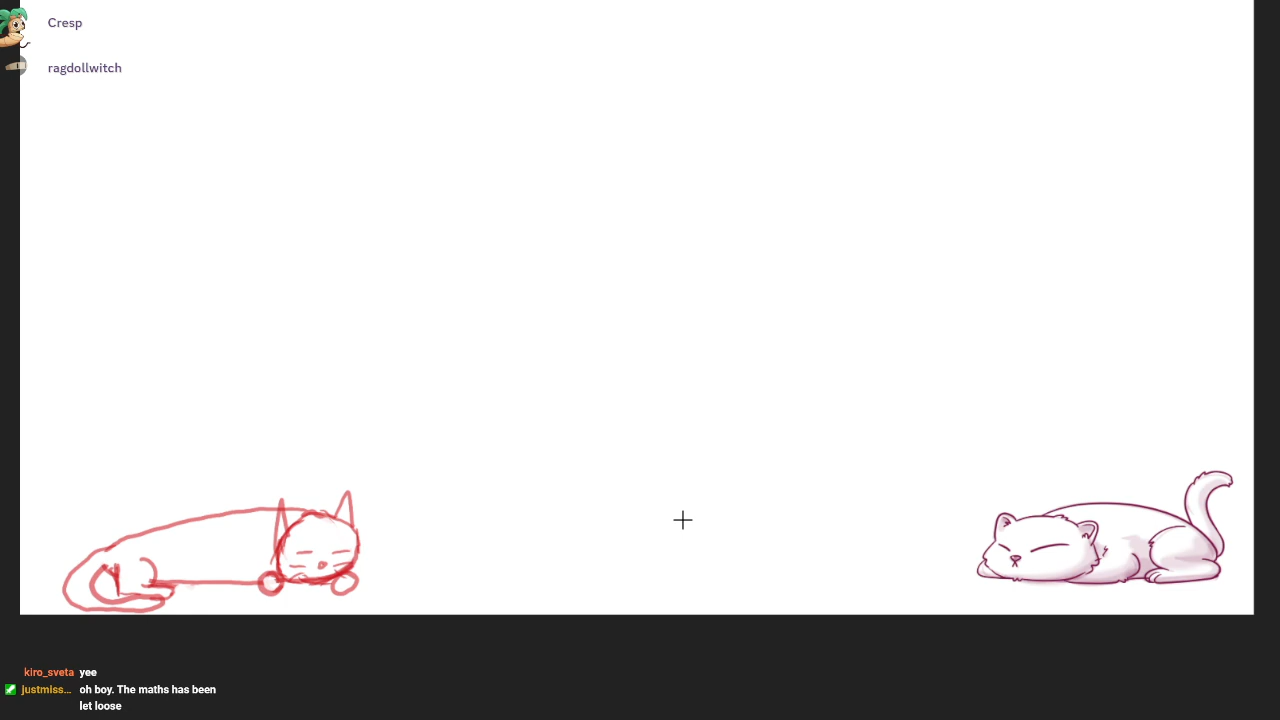 Cresp
ragdollwitch
kiro_sveta yee
justmiss... oh boy. The maths has been
let loose